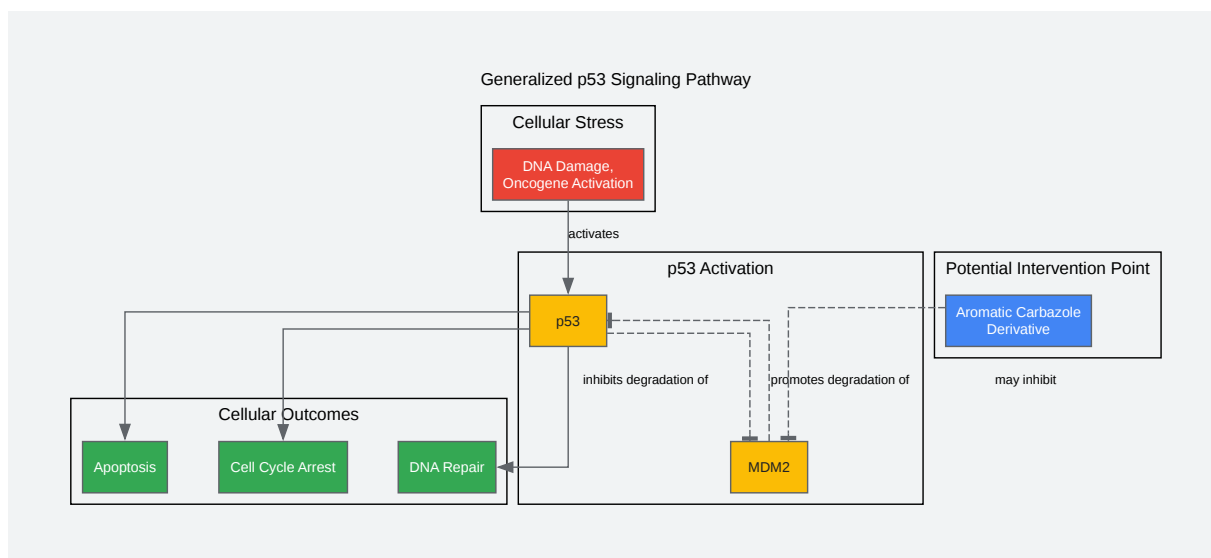 Generalized p53 Signaling Pathway
Cellular Stress
DNA Damage,
Oncogene Activation
activates
p53 Activation
Potential Intervention Point
p53
Aromatic Carbazole
Derivative
inhibits degradation of
promotes degradation of
may inhibit
Cellular Outcomes
Apoptosis
Cell Cycle Arrest
DNA Repair
MDM2